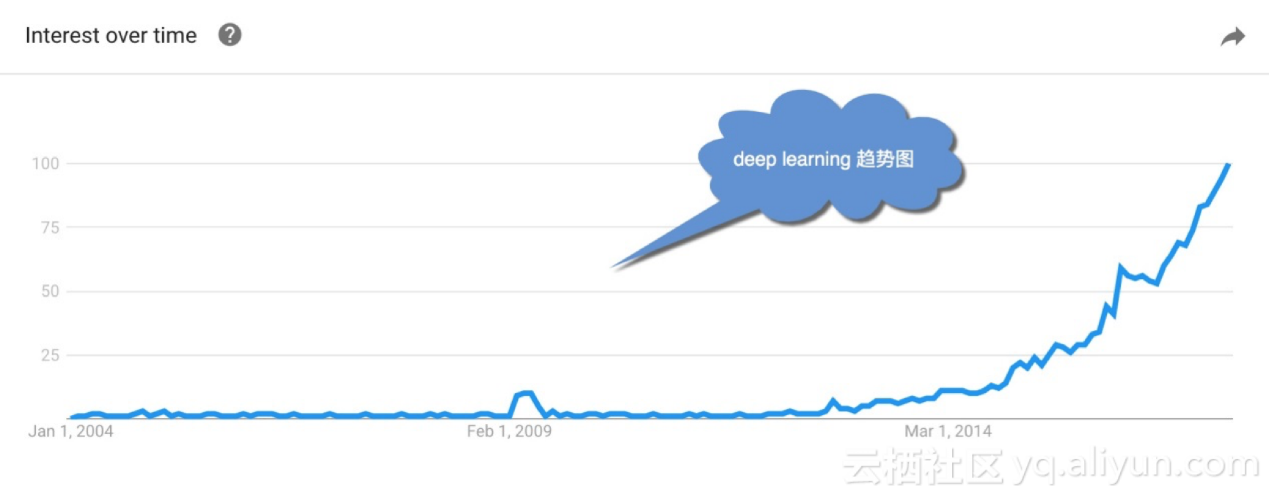 Interest over time ?
deep learning 趋势图
100
75
50
25
Jan 1, 2004 Feb 1, 2009 Mar 1, 2014
云栖社区 yq.aliyun.com